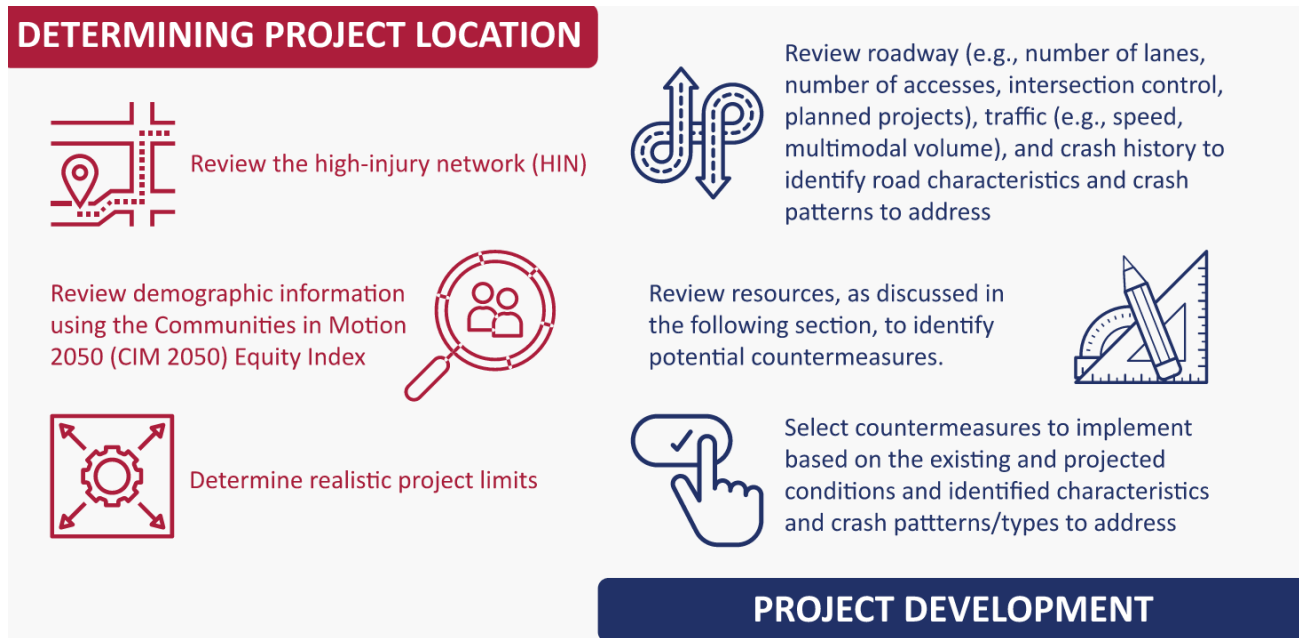 DETERMINING PROJECT LOCATION
Review the high-injury network (HIN)
Review demographic information
using the Communities in Motion
2050 (CIM 2050) Equity Index
Determine realistic project limits
Review roadway (e.g., number of lanes,
number of accesses, intersection control,
planned projects), traffic (e.g., speed,
multimodal volume), and crash history to
identify road characteristics and crash
patterns to address
Review resources, as discussed in
the following section, to identify
potential countermeasures.
Select countermeasures to implement
based on the existing and projected
conditions and identified characteristics
and crash pattterns/types to address
PROJECT DEVELOPMENT